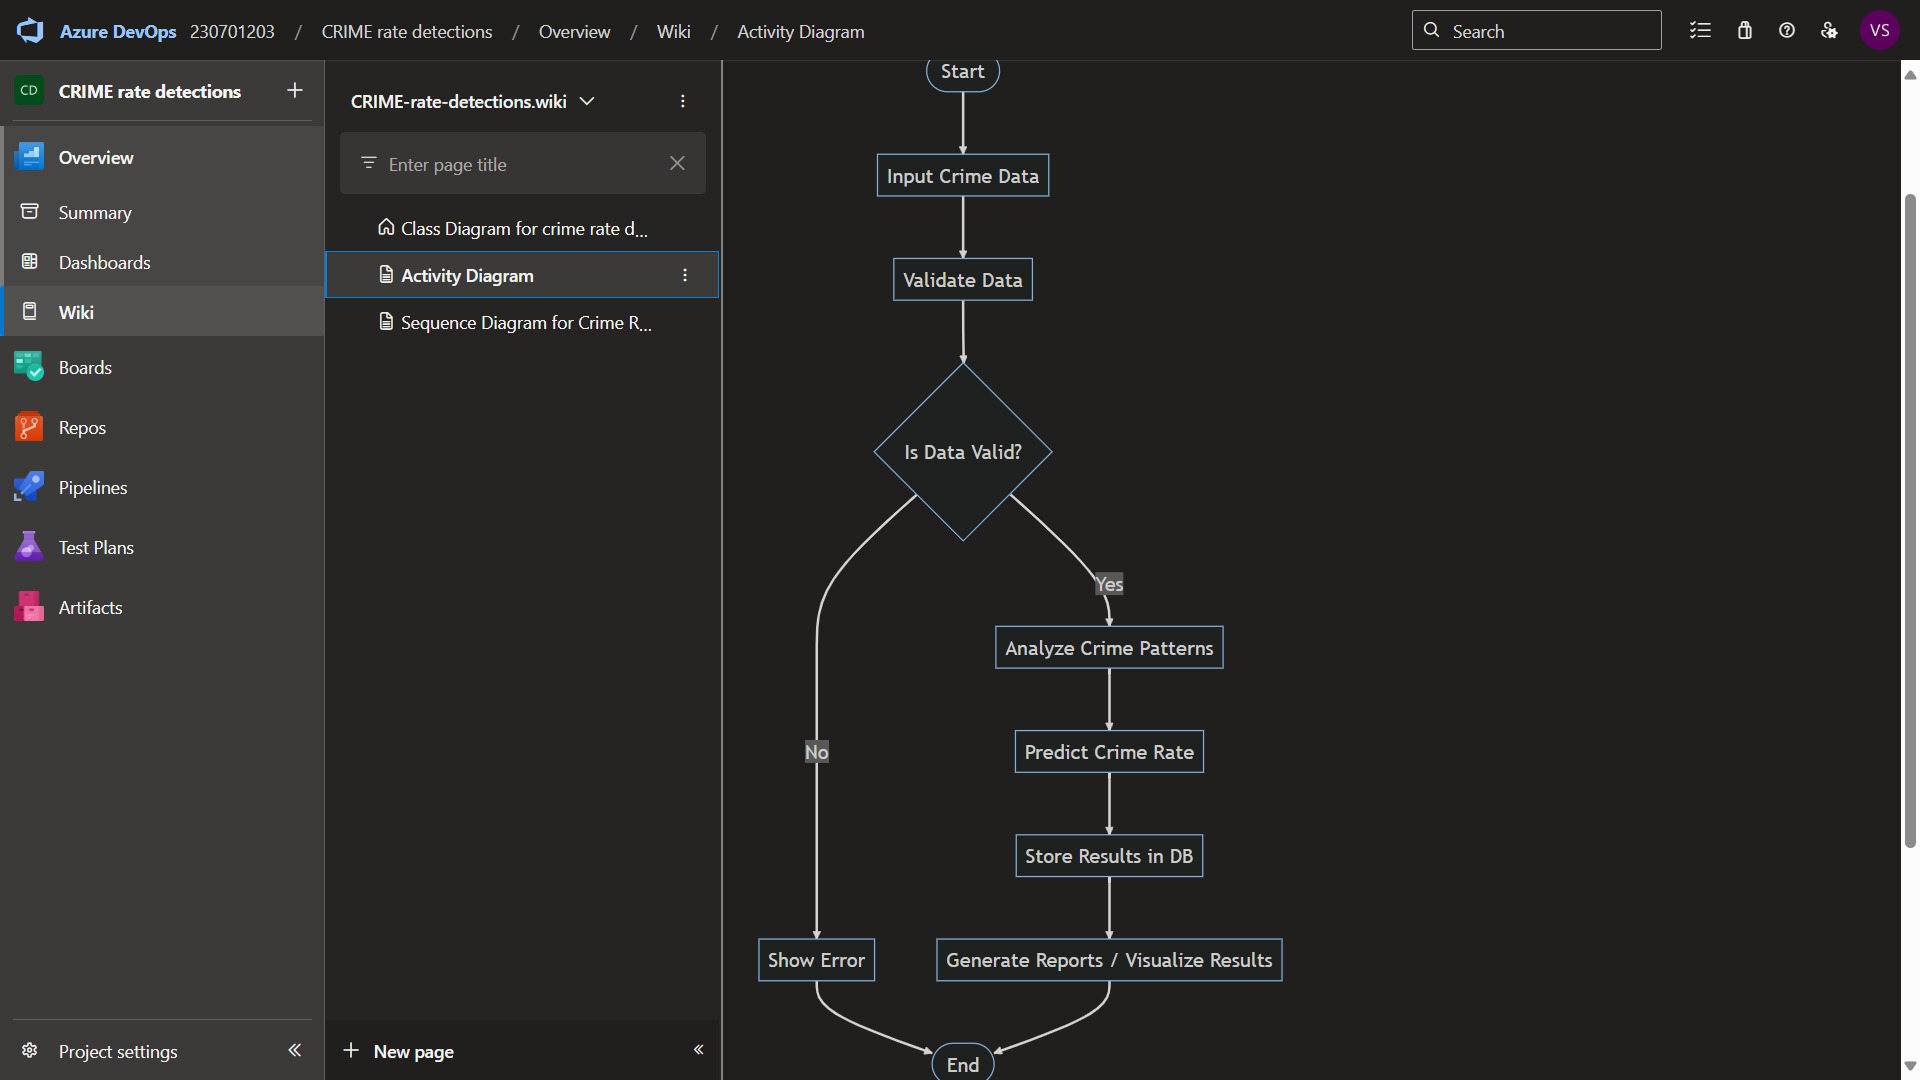 Azure DevOps 230701203 / CRIME rate detections / Overview / Wiki / Activity Diagram
Search
VS
CD CRIME rate detections
Overview
Summary
Dashboards
Wiki
Boards
Repos
Pipelines
Test Plans
Artifacts
Project settings
CRIME-rate-detections.wiki
Enter page title
Class Diagram for crime rate d...
Activity Diagram
Sequence Diagram for Crime R...
New page
Start
Input Crime Data
Validate Data
Is Data Valid?
Yes
Analyze Crime Patterns
Predict Crime Rate
No
Store Results in DB
Show Error
Generate Reports / Visualize Results
End